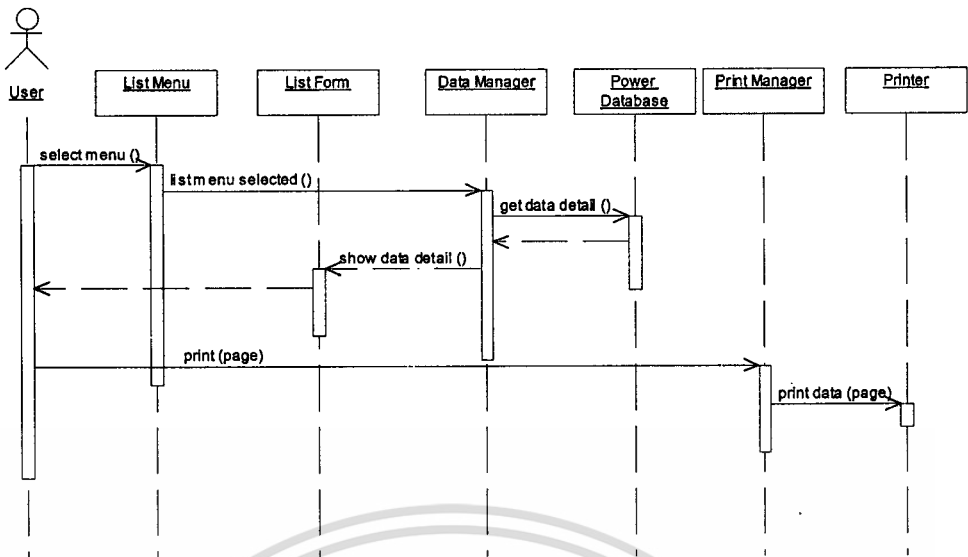 User
List Menu
List Form
Data Manager
Power
Database
Print Manager
Printer
select menu ()
list menu selected ()
get data detail ()
show data detail ()
print (page)
print data (page)